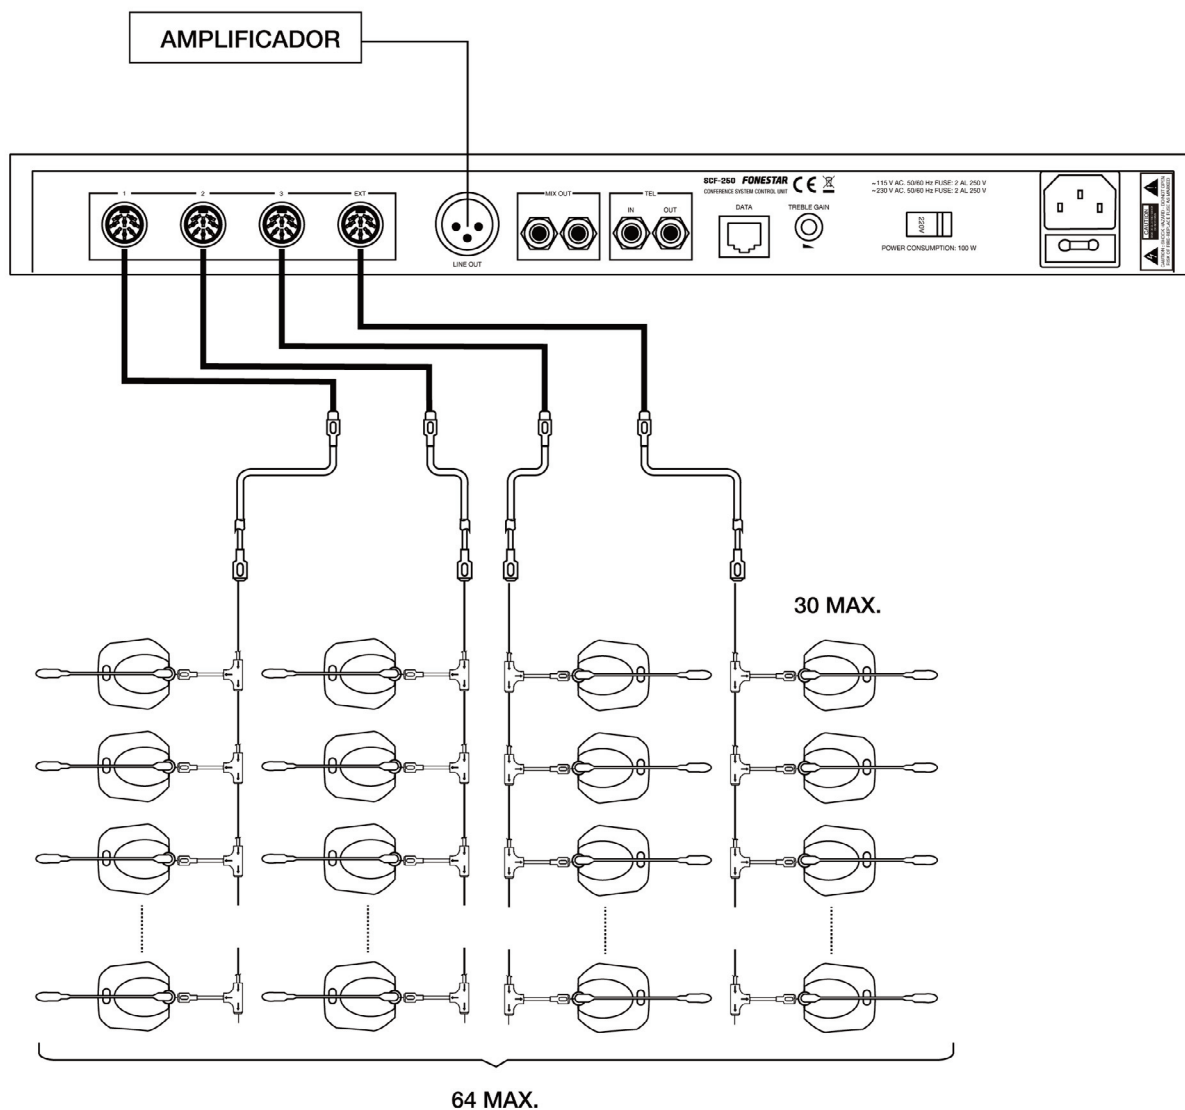 AMPLIFICADOR
1 2 3 EXT
LINE OUT
MIX OUT
TEL
IN OUT
SCF-250 FONESTAR CE
CONFERENCE SYSTEM CONTROL UNIT
DATA
TREBLE GAIN
~115 V AC. 50/60 Hz FUSE: 2 AL 250 V
~230 V AC. 50/60 Hz FUSE: 2 AL 250 V
220V
POWER CONSUMPTION: 100 W
CAUTION
30 MAX.
64 MAX.